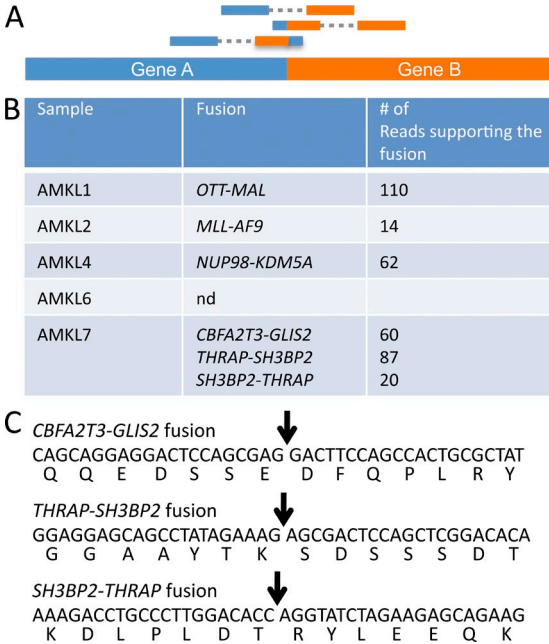 A
Gene A Gene B
B
Sample Fusion # of
Reads supporting the
fusion
AMKL1 OTT-MAL 110
AMKL2 MLL-AF9 14
AMKL4 NUP98-KDM5A 62
AMKL6 nd
AMKL7 CBFA2T3-GLIS2 60
THRAP-SH3BP2 87
SH3BP2-THRAP 20
C
CBFA2T3-GLIS2 fusion
CAGCAGGAGGACTCCAGCGAG GACTTCCAGCCACTGCGCTAT
Q Q E D S S E D F Q P L R Y
THRAP-SH3BP2 fusion
GGAGGAGCAGCCTATAGAAAG AGCGACTCCAGCTCGGACACA
G G A A Y T K S D S S S D T
SH3BP2-THRAP fusion
AAAGACCTGCCCTTGGACACC AGGTATCTAGAAGAGCAGAAG
K D L P L D T R Y L E E Q K